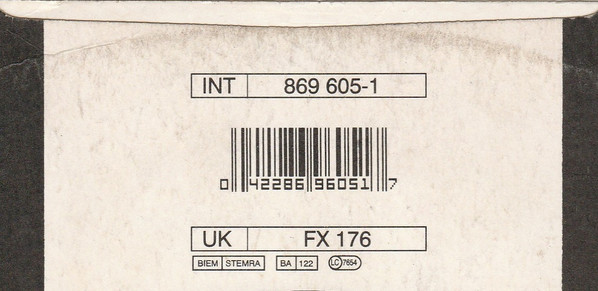 INT 869 605-1
0 42286 96051 7
UK FX 176
BIEM STEMRA BA 122 LC 7654